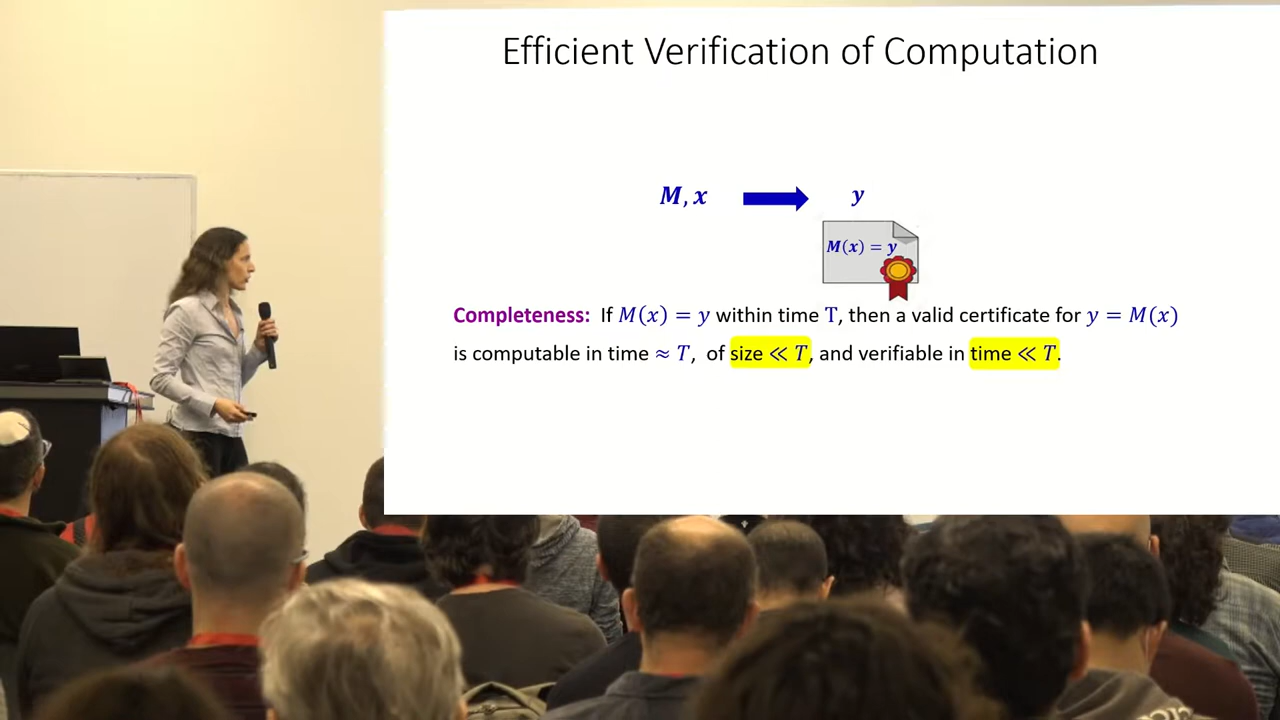 Efficient Verification of Computation
M, x
y
M(x) = y
Completeness: If M(x) = y within time T, then a valid certificate for y = M(x)
is computable in time ≈ T, of size ≪ T, and verifiable in time ≪ T.